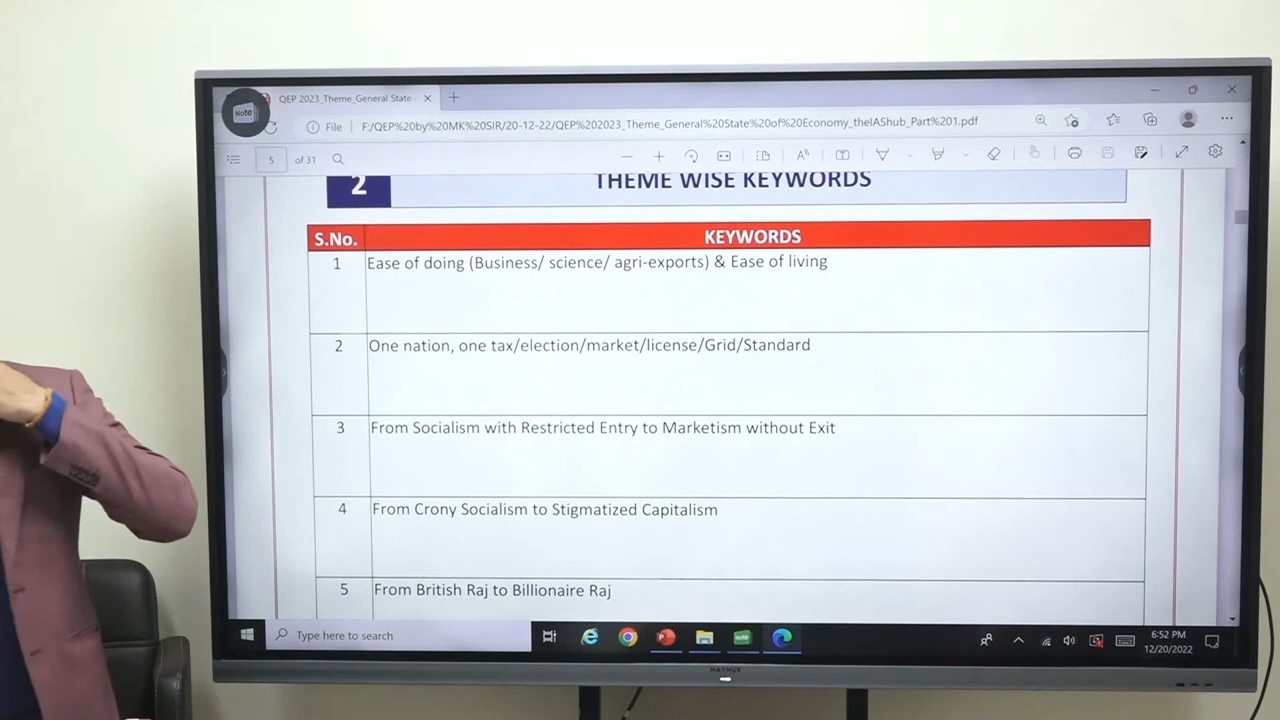 QEP 2023_Theme_General State
Note
File F:/QEP%20by%20MK%20SIR/20-12-22/QEP%202023_Theme_General%20State%20of%20Economy_theIAShub_Part%201.pdf
5 of 31
2 THEME WISE KEYWORDS
S.No. KEYWORDS
1 Ease of doing (Business/ science/ agri-exports) & Ease of living
2 One nation, one tax/election/market/license/Grid/Standard
3 From Socialism with Restricted Entry to Marketism without Exit
4 From Crony Socialism to Stigmatized Capitalism
5 From British Raj to Billionaire Raj
Type here to search
note
6:52 PM
12/20/2022
MAXHUB